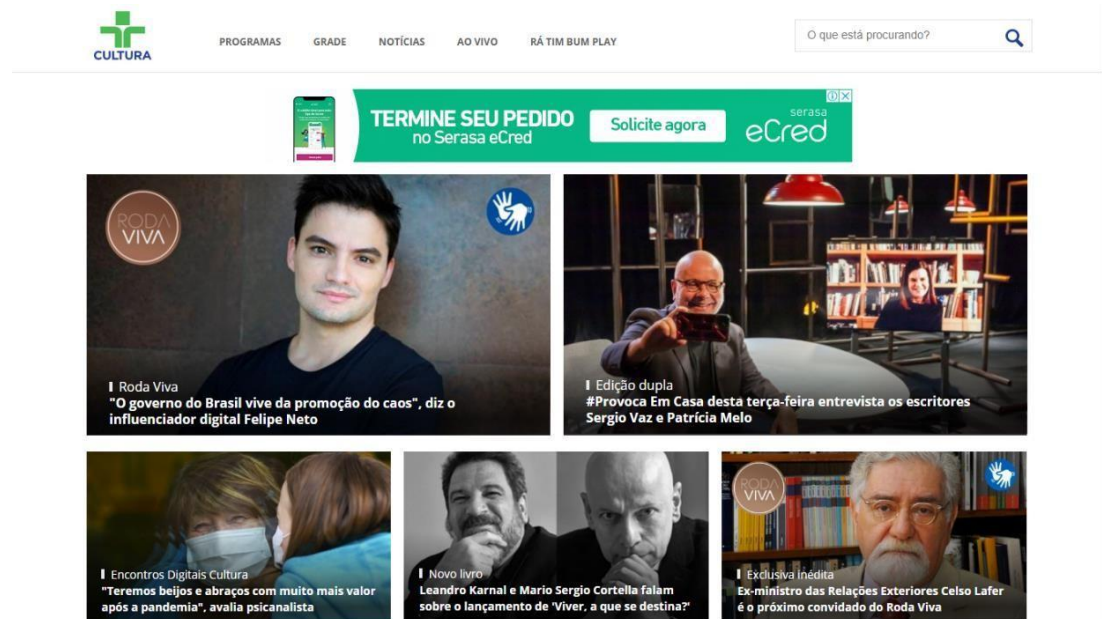 CULTURA
PROGRAMAS GRADE NOTÍCIAS AO VIVO RÁ TIM BUM PLAY
O que está procurando?
TERMINE SEU PEDIDO
no Serasa eCred
Solicite agora
serasa
eCred
RODA
VIVA
Roda Viva
"O governo do Brasil vive da promoção do caos", diz o
influenciador digital Felipe Neto
Edição dupla
#Provoca Em Casa desta terça-feira entrevista os escritores
Sergio Vaz e Patrícia Melo
Encontros Digitais Cultura
"Teremos beijos e abraços com muito mais valor
após a pandemia", avalia psicanalista
Novo livro
Leandro Karnal e Mario Sergio Cortella falam
sobre o lançamento de 'Viver, a que se destina?'
RODA
VIVA
Exclusiva inédita
Ex-ministro das Relações Exteriores Celso Lafer
é o próximo convidado do Roda Viva